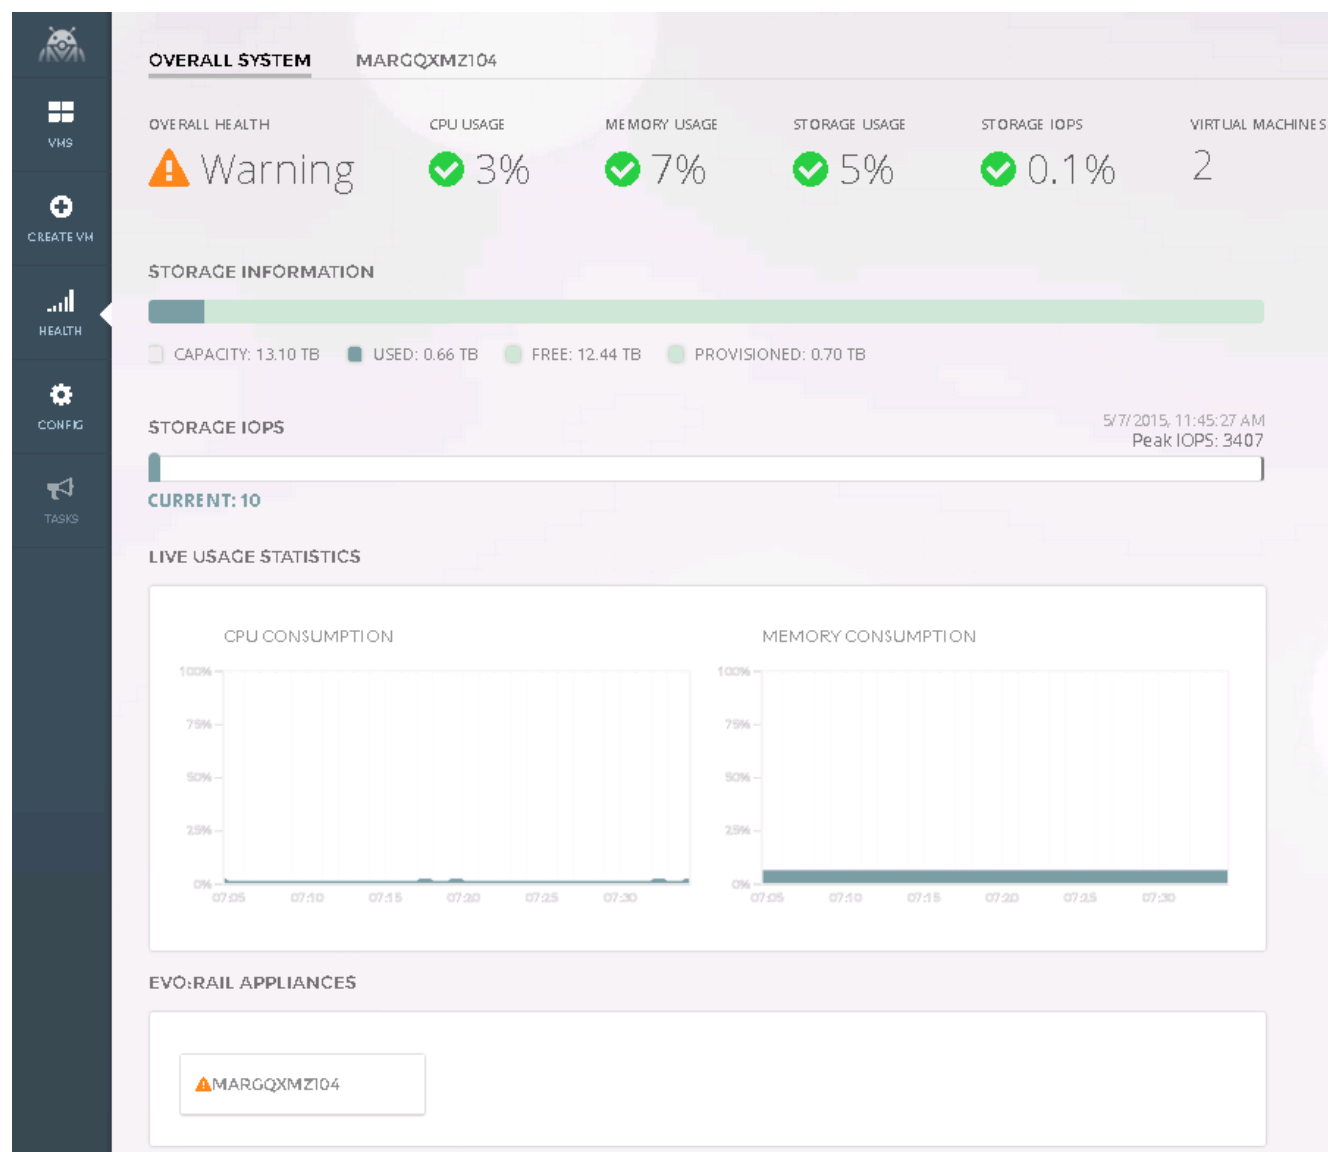 OVERALL SYSTEM MARGQXMZ104
OVERALL HEALTH CPU USAGE MEMORY USAGE STORAGE USAGE STORAGE IOPS VIRTUAL MACHINES
Warning 3% 7% 5% 0.1% 2
VMS
CREATE VM
HEALTH
CONFIG
TASKS
STORAGE INFORMATION
CAPACITY: 13.10 TB USED: 0.66 TB FREE: 12.44 TB PROVISIONED: 0.70 TB
STORAGE IOPS
5/7/2015, 11:45:27 AM
Peak IOPS: 3407
CURRENT: 10
LIVE USAGE STATISTICS
CPU CONSUMPTION
100%
75%
50%
25%
0%
07:05 07:10 07:15 07:20 07:25 07:30
MEMORY CONSUMPTION
100%
75%
50%
25%
0%
07:05 07:10 07:15 07:20 07:25 07:30
EVO:RAIL APPLIANCES
MARGQXMZ104